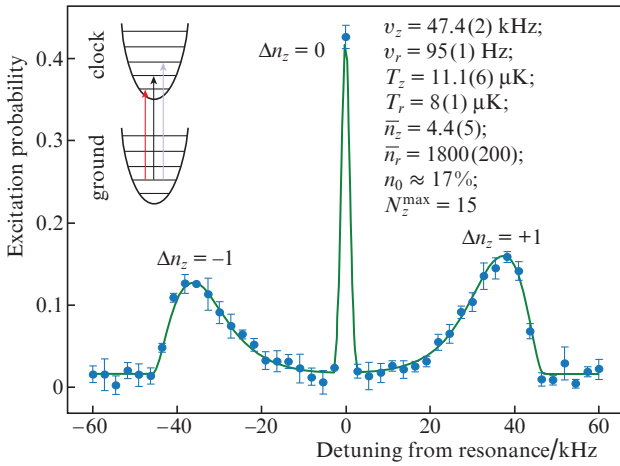 Excitation probability
0.4
0.3
0.2
0.1
0
clock
ground
Δn_z = 0
υ_z = 47.4(2) kHz;
υ_r = 95(1) Hz;
T_z = 11.1(6) μK;
T_r = 8(1) μK;
n̅_z = 4.4(5);
n̅_r = 1800(200);
n_0 ≈ 17%;
N_z^max = 15
Δn_z = –1
Δn_z = +1
–60 –40 –20 0 20 40 60
Detuning from resonance/kHz